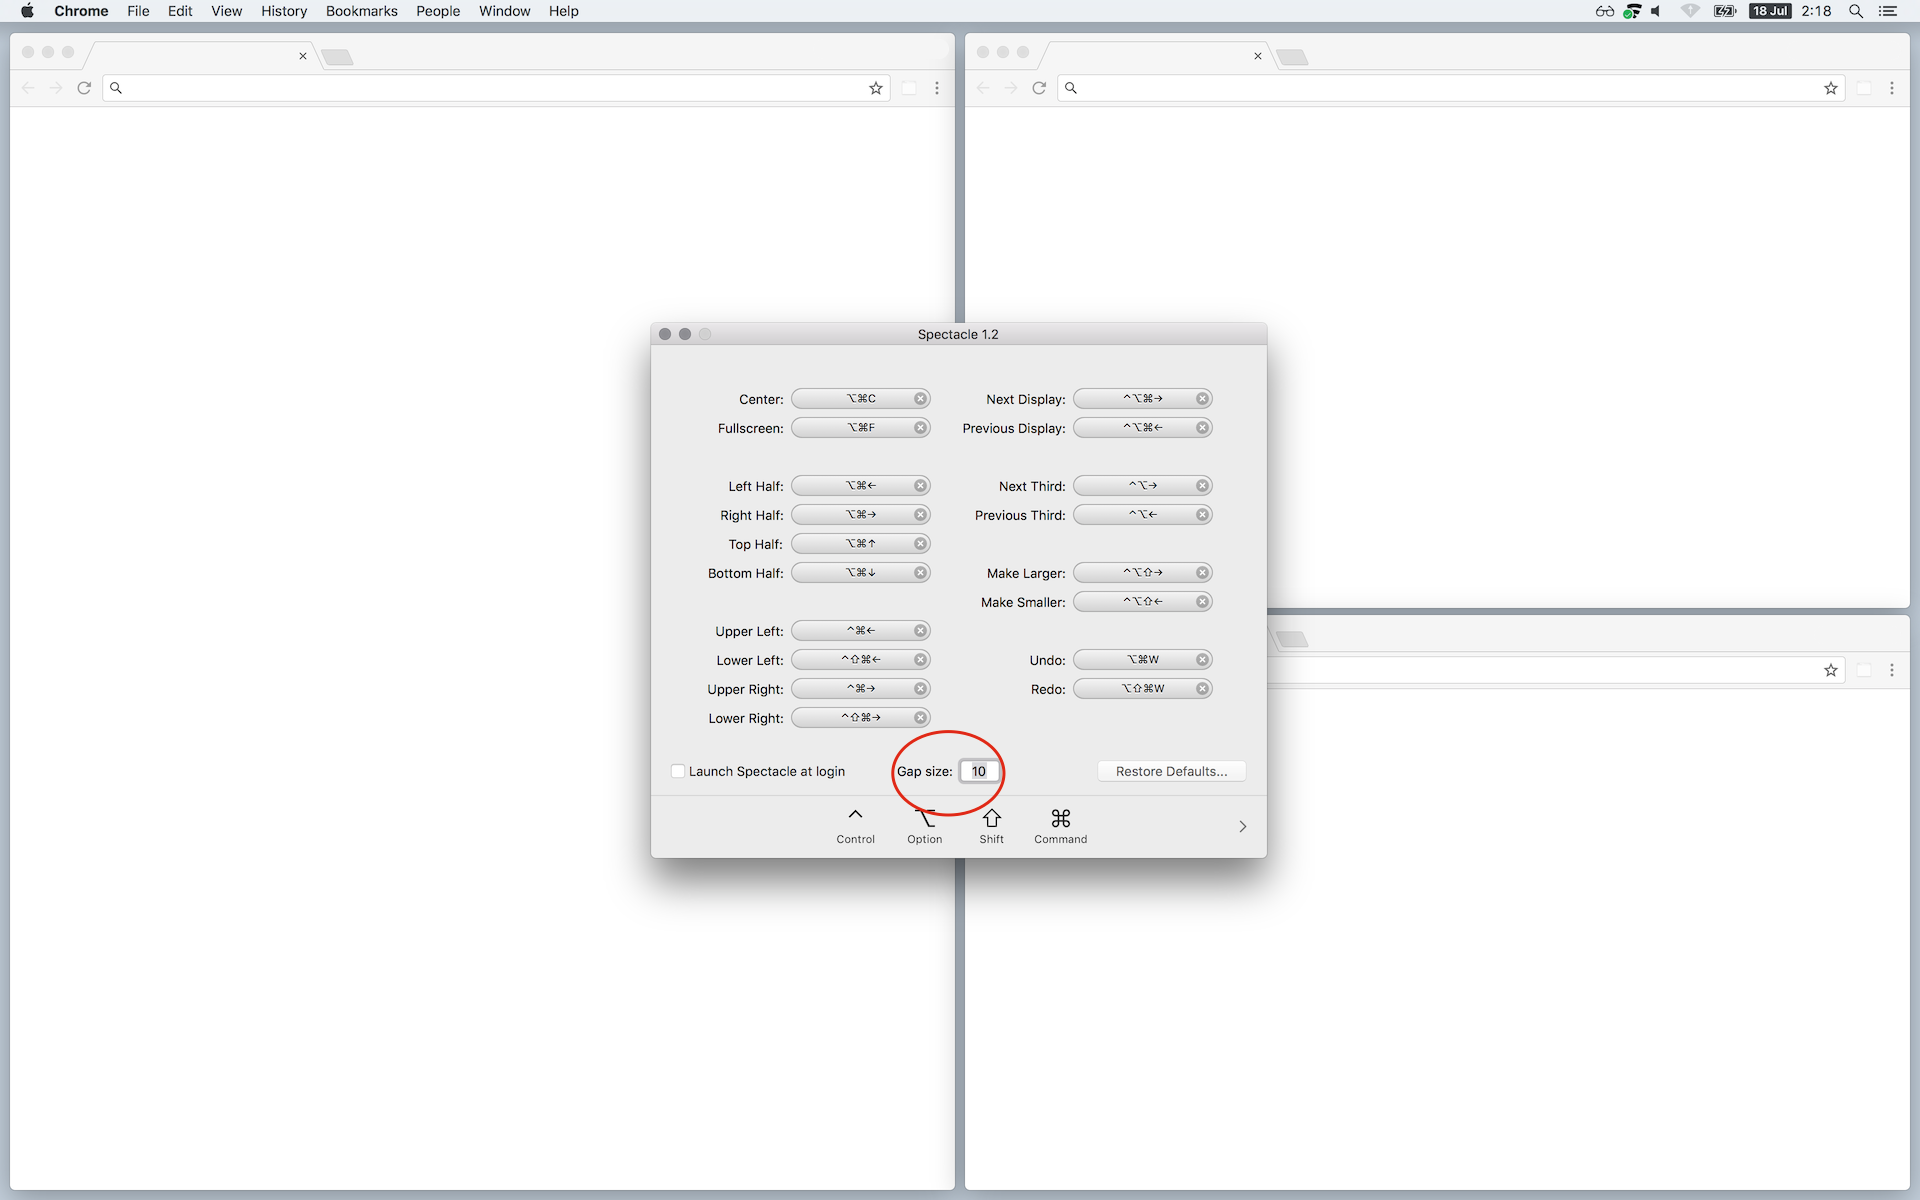 Chrome File Edit View History Bookmarks People Window Help 18 Jul 2:18
Spectacle 1.2
Center: ⌥⌘C
Fullscreen: ⌥⌘F
Left Half: ⌥⌘←
Right Half: ⌥⌘→
Top Half: ⌥⌘↑
Bottom Half: ⌥⌘↓
Upper Left: ^⌘←
Lower Left: ^⇧⌘←
Upper Right: ^⌘→
Lower Right: ^⇧⌘→
Next Display: ^⌥⌘→
Previous Display: ^⌥⌘←
Next Third: ^⌥→
Previous Third: ^⌥←
Make Larger: ^⌥⇧→
Make Smaller: ^⌥⇧←
Undo: ⌥⌘W
Redo: ⌥⇧⌘W
Launch Spectacle at login Gap size: 10 Restore Defaults...
^ ⌥ ⇧ ⌘
Control Option Shift Command